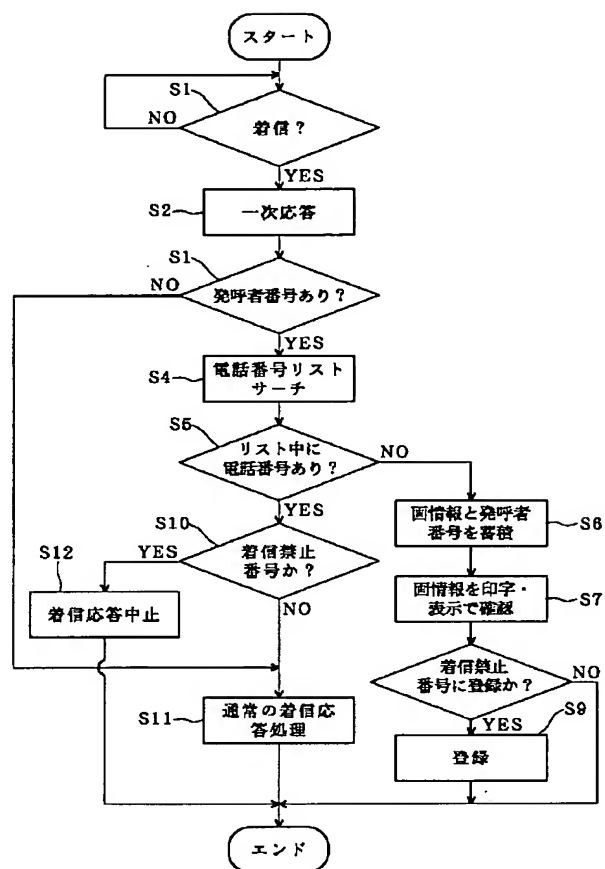 スタート
S1
着信?
NO
YES
S2
一次応答
S1
NO
発呼者番号あり?
YES
S4
電話番号リスト
サーチ
S5
リスト中に
電話番号あり?
NO
YES
S10
YES
着信禁止
番号か?
NO
S12
着信応答中止
画情報と発呼者
番号を蓄積
S6
画情報を印字・
表示で確認
S7
着信禁止
番号に登録か?
NO
YES
S9
登録
S11
通常の着信応
答処理
エンド